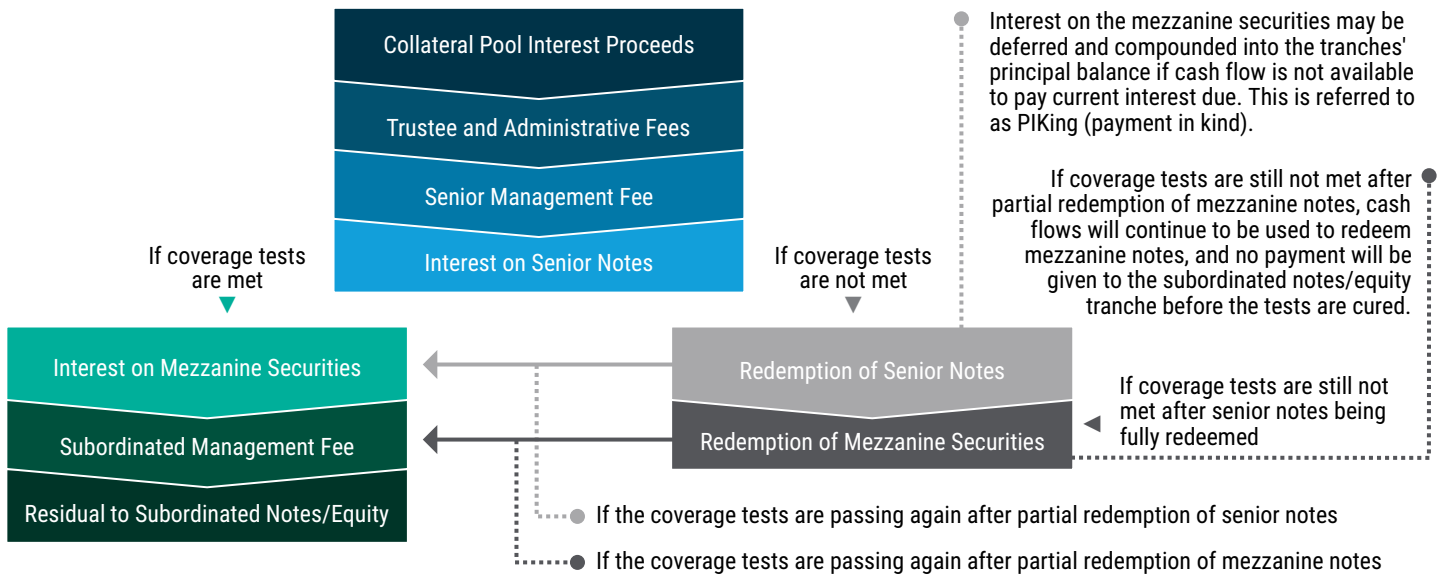 Collateral Pool Interest Proceeds
Trustee and Administrative Fees
Senior Management Fee
Interest on Senior Notes
If coverage tests
are met
Interest on Mezzanine Securities
Subordinated Management Fee
Residual to Subordinated Notes/Equity
If coverage tests
are not met
Redemption of Senior Notes
Redemption of Mezzanine Securities
Interest on the mezzanine securities may be
deferred and compounded into the tranches'
principal balance if cash flow is not available
to pay current interest due. This is referred to
as PIKing (payment in kind).
If coverage tests are still not met after
partial redemption of mezzanine notes, cash
flows will continue to be used to redeem
mezzanine notes, and no payment will be
given to the subordinated notes/equity
tranche before the tests are cured.
If coverage tests are still not
met after senior notes being
fully redeemed
If the coverage tests are passing again after partial redemption of senior notes
If the coverage tests are passing again after partial redemption of mezzanine notes